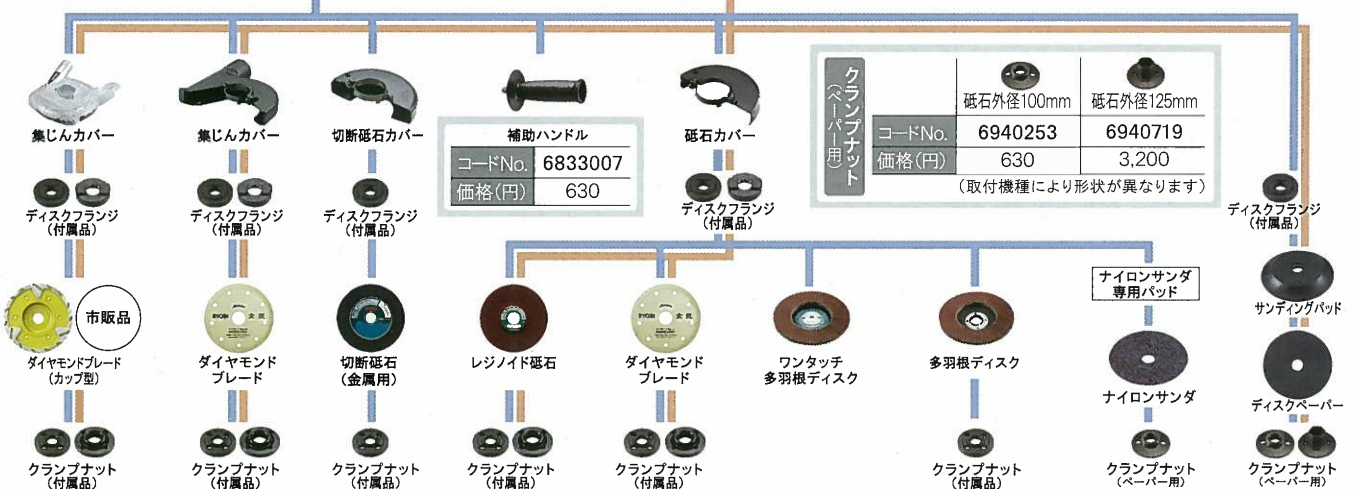 集じんカバー
集じんカバー
切断砥石カバー
補助ハンドル
コードNo. 6833007
価格(円) 630
砥石カバー
クランプナット
(ペーパー用)
砥石外径100mm 砥石外径125mm
コードNo. 6940253 6940719
価格(円) 630 3,200
(取付機種により形状が異なります)
ディスクフランジ
(付属品)
ディスクフランジ
(付属品)
ディスクフランジ
(付属品)
ディスクフランジ
(付属品)
ディスクフランジ
(付属品)
市販品
ダイヤモンドブレード
(カップ型)
RYOBI
ダイヤモンド
ブレード
切断砥石
(金属用)
レジノイド砥石
RYOBI
ダイヤモンド
ブレード
ワンタッチ
多羽根ディスク
多羽根ディスク
ナイロンサンダ
専用パッド
ナイロンサンダ
サンディングパッド
ディスクペーパー
クランプナット
(付属品)
クランプナット
(付属品)
クランプナット
(付属品)
クランプナット
(付属品)
クランプナット
(付属品)
クランプナット
(付属品)
クランプナット
(ペーパー用)
クランプナット
(ペーパー用)